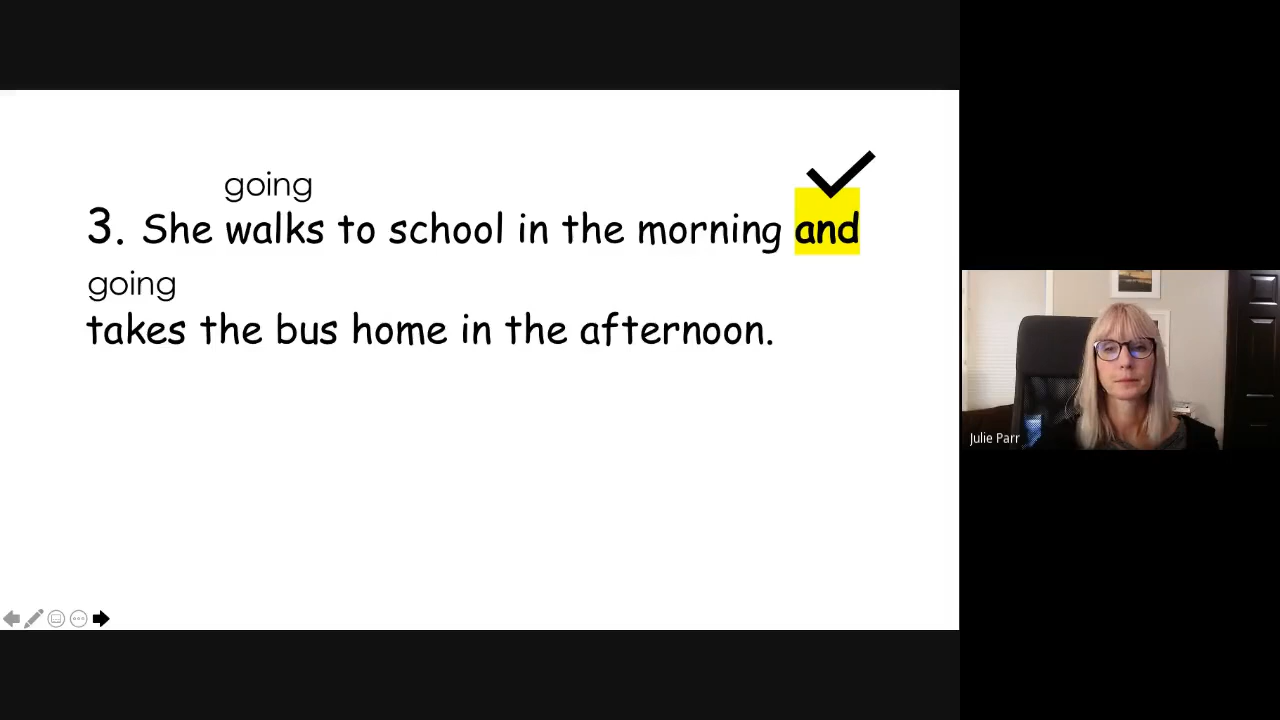 going
3. She walks to school in the morning and
going
takes the bus home in the afternoon.
Julie Parr